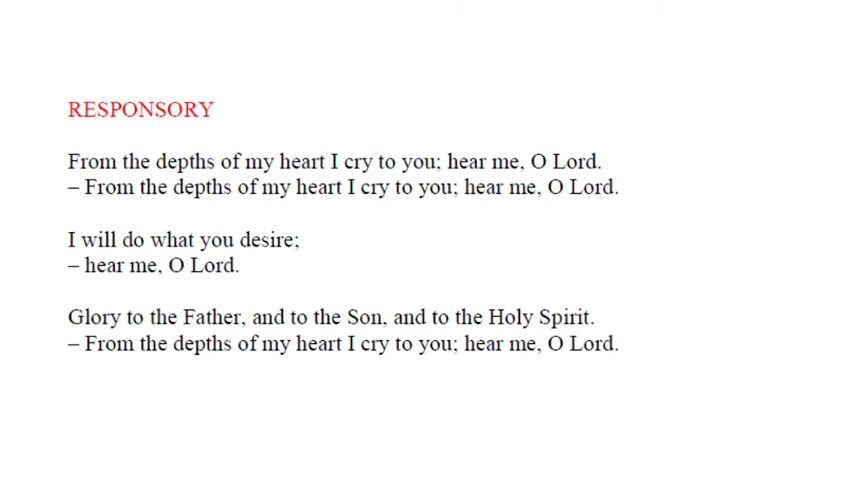 RESPONSORY
From the depths of my heart I cry to you; hear me, O Lord.
– From the depths of my heart I cry to you; hear me, O Lord.
I will do what you desire;
– hear me, O Lord.
Glory to the Father, and to the Son, and to the Holy Spirit.
– From the depths of my heart I cry to you; hear me, O Lord.